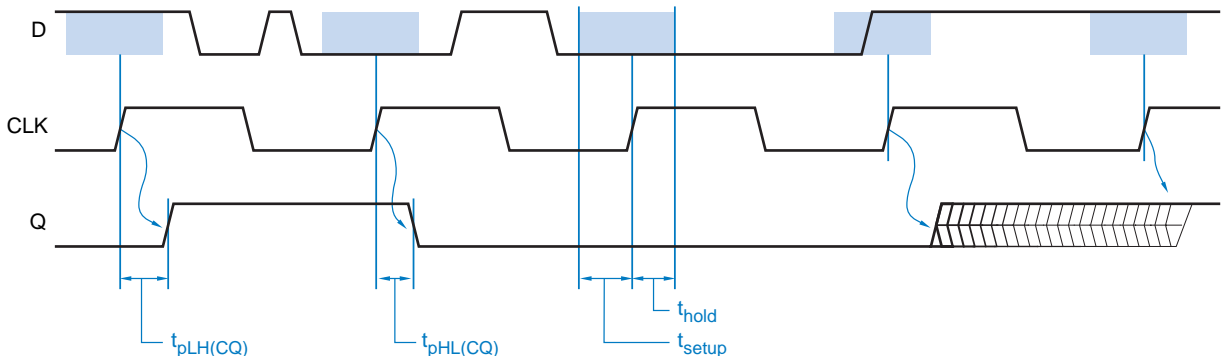 D
CLK
Q
thold
tpLH(CQ)
tpHL(CQ)
tsetup